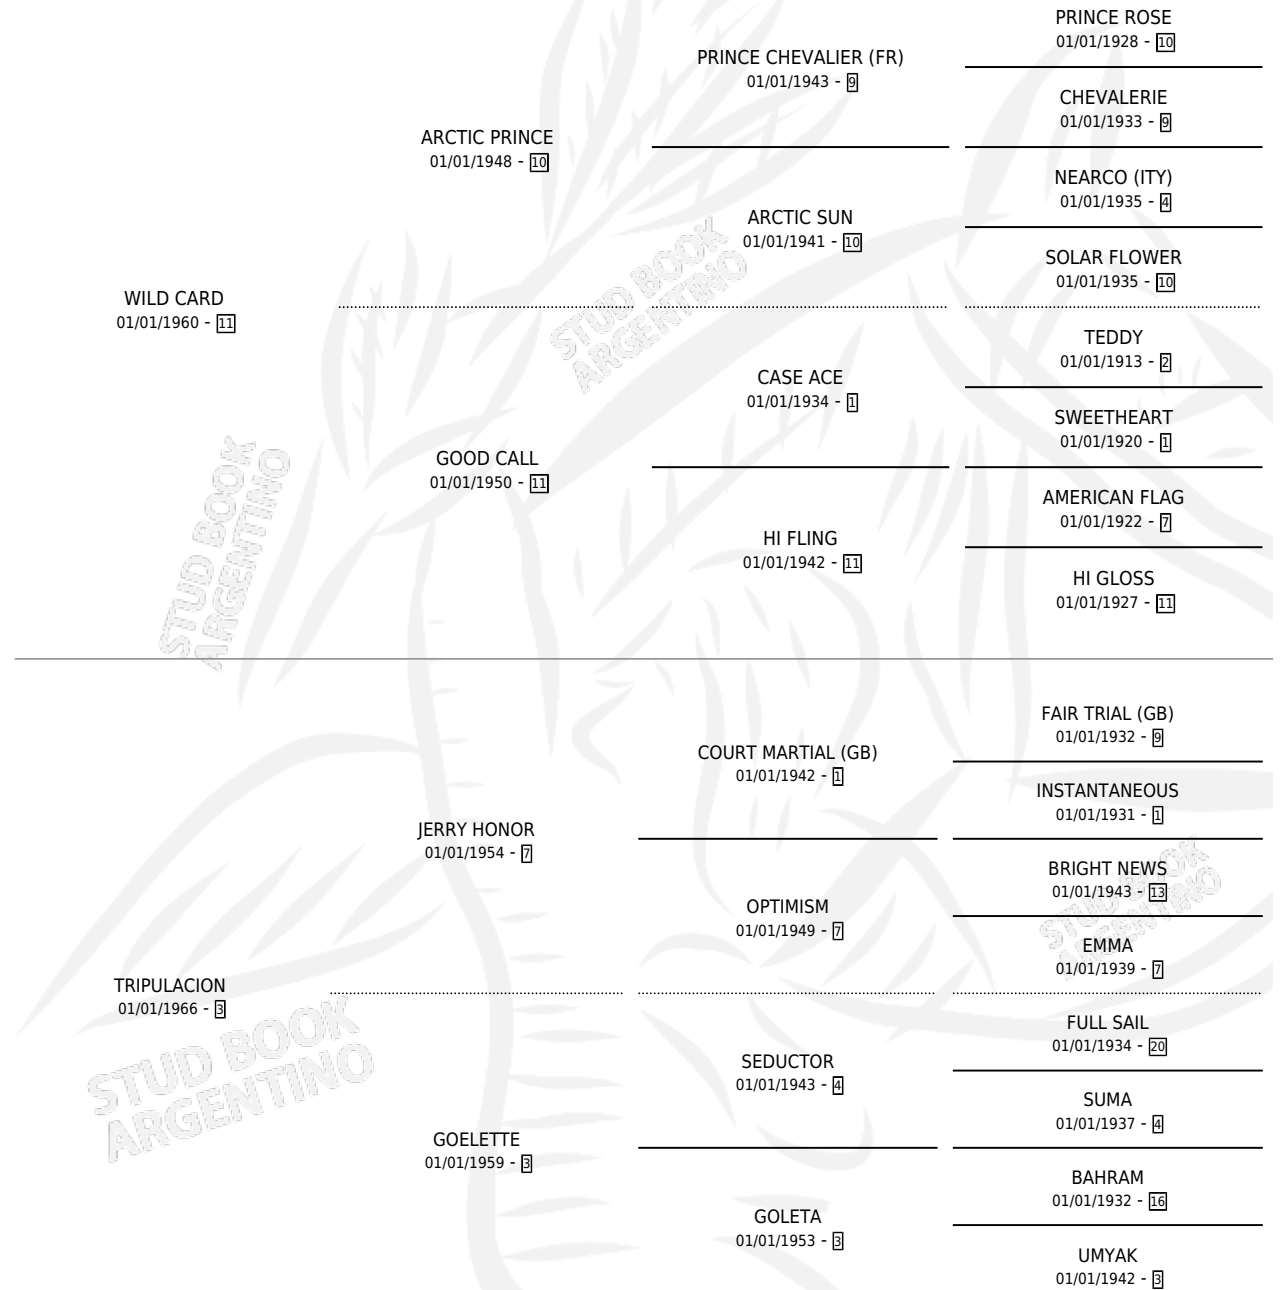 PRINCE ROSE
01/01/1928 - 10
PRINCE CHEVALIER (FR)
01/01/1943 - 9
CHEVALERIE
01/01/1933 - 9
ARCTIC PRINCE
01/01/1948 - 10
NEARCO (ITY)
01/01/1935 - 4
ARCTIC SUN
01/01/1941 - 10
SOLAR FLOWER
01/01/1935 - 10
WILD CARD
01/01/1960 - 11
TEDDY
01/01/1913 - 2
CASE ACE
01/01/1934 - 1
SWEETHEART
01/01/1920 - 1
GOOD CALL
01/01/1950 - 11
AMERICAN FLAG
01/01/1922 - 7
HI FLING
01/01/1942 - 11
HI GLOSS
01/01/1927 - 11
FAIR TRIAL (GB)
01/01/1932 - 9
COURT MARTIAL (GB)
01/01/1942 - 1
INSTANTANEOUS
01/01/1931 - 1
JERRY HONOR
01/01/1954 - 7
BRIGHT NEWS
01/01/1943 - 13
OPTIMISM
01/01/1949 - 7
EMMA
01/01/1939 - 7
TRIPULACION
01/01/1966 - 3
FULL SAIL
01/01/1934 - 20
SEDUCTOR
01/01/1943 - 4
SUMA
01/01/1937 - 4
GOELETTE
01/01/1959 - 3
BAHRAM
01/01/1932 - 16
GOLETA
01/01/1953 - 3
UMYAK
01/01/1942 - 3
STUD BOOK
ARGENTINO
STUD BOOK
ARGENTINO
STUD BOOK
ARGENTINO
STUD BOOK
ARGENTINO